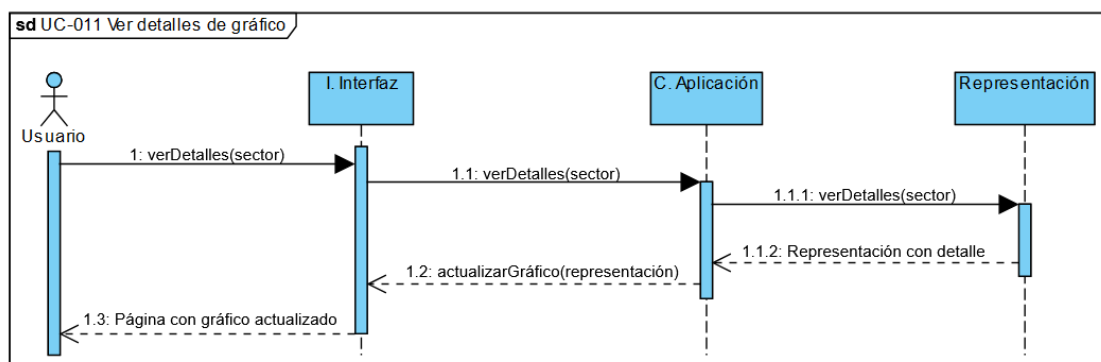 sd UC-011 Ver detalles de gráfico
Usuario
I. Interfaz
C. Aplicación
Representación
1: verDetalles(sector)
1.1: verDetalles(sector)
1.1.1: verDetalles(sector)
1.1.2: Representación con detalle
1.2: actualizarGráfico(representación)
1.3: Página con gráfico actualizado